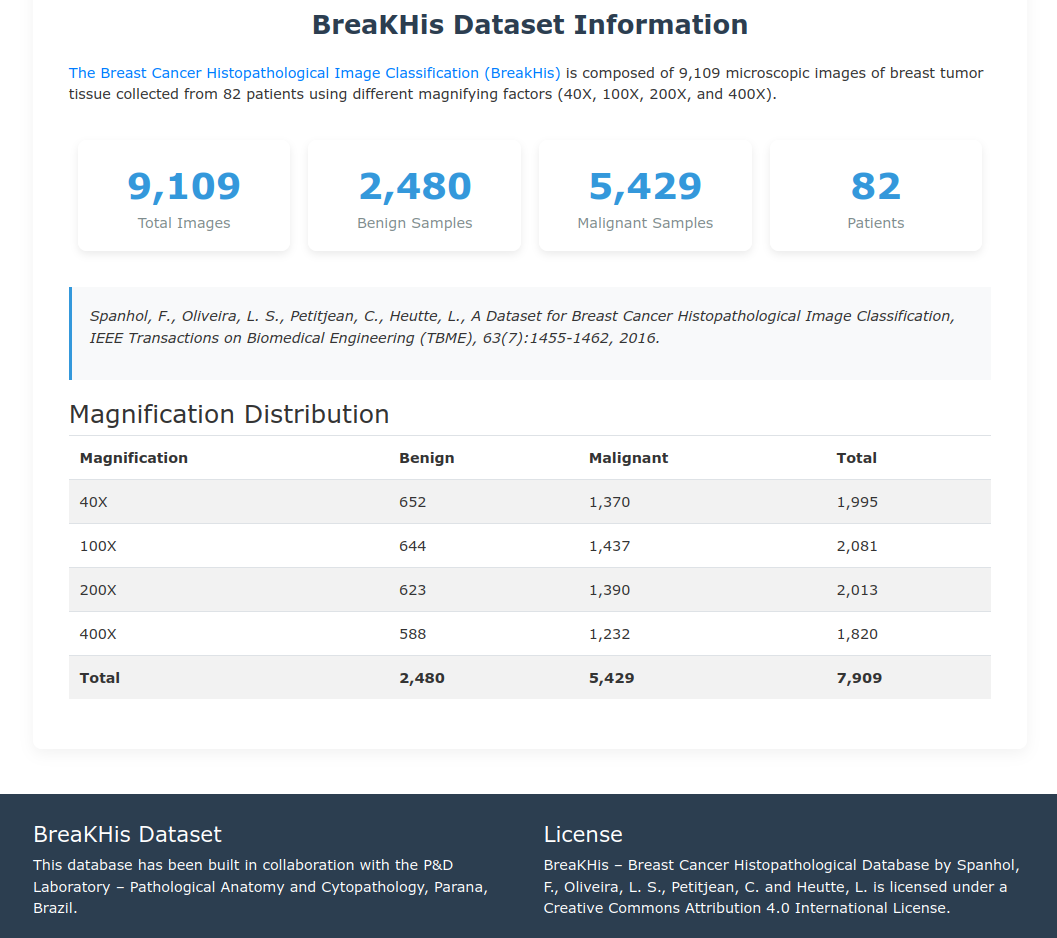 BreaKHis Dataset Information
The Breast Cancer Histopathological Image Classification (BreakHis) is composed of 9,109 microscopic images of breast tumor
tissue collected from 82 patients using different magnifying factors (40X, 100X, 200X, and 400X).
9,109 2,480 5,429 82
Total Images Benign Samples Malignant Samples Patients
Spanhol, F., Oliveira, L. S., Petitjean, C., Heutte, L., A Dataset for Breast Cancer Histopathological Image Classification,
IEEE Transactions on Biomedical Engineering (TBME), 63(7):1455-1462, 2016.
Magnification Distribution
Magnification Benign Malignant Total
40X 652 1,370 1,995
100X 644 1,437 2,081
200X 623 1,390 2,013
400X 588 1,232 1,820
Total 2,480 5,429 7,909
BreaKHis Dataset
This database has been built in collaboration with the P&D
Laboratory – Pathological Anatomy and Cytopathology, Parana,
Brazil.
License
BreaKHis – Breast Cancer Histopathological Database by Spanhol,
F., Oliveira, L. S., Petitjean, C. and Heutte, L. is licensed under a
Creative Commons Attribution 4.0 International License.